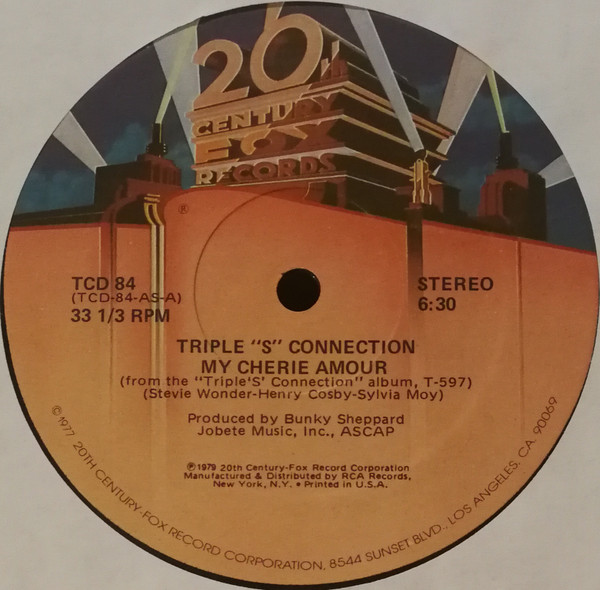 20th
CENTURY
FOX
RECORDS
®
TCD 84
(TCD-84-AS-A)
33 1/3 RPM
STEREO
6:30
TRIPLE "S" CONNECTION
MY CHERIE AMOUR
(from the "Triple'S' Connection" album, T-597)
(Stevie Wonder-Henry Cosby-Sylvia Moy)
Produced by Bunky Sheppard
Jobete Music, Inc., ASCAP
℗1979 20th Century-Fox Record Corporation
Manufactured & Distributed by RCA Records,
New York, N.Y. • Printed in U.S.A.
©1977 20TH CENTURY-FOX RECORD CORPORATION, 8544 SUNSET BLVD., LOS ANGELES, CA. 90069